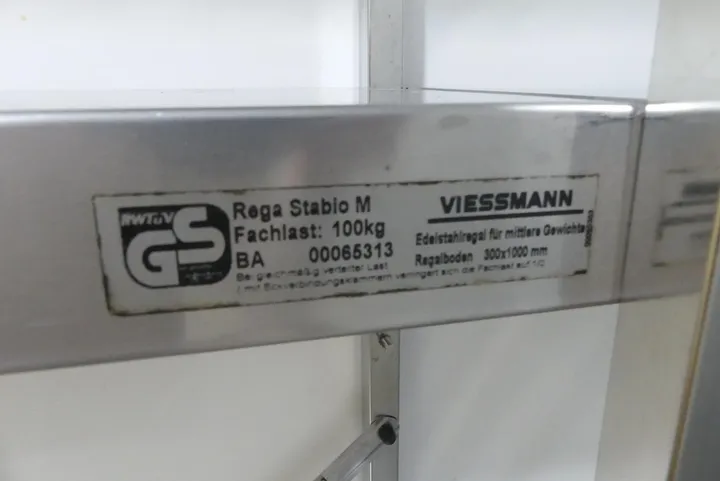 RWTÜV
GS
Rega Stabio M
Fachlast: 100kg
BA 00065313
Bei gleichmäßig verteilter Last
VIESSMANN
Edelstahlregal für mittlere Gewichte
Regalboden 300x1000 mm